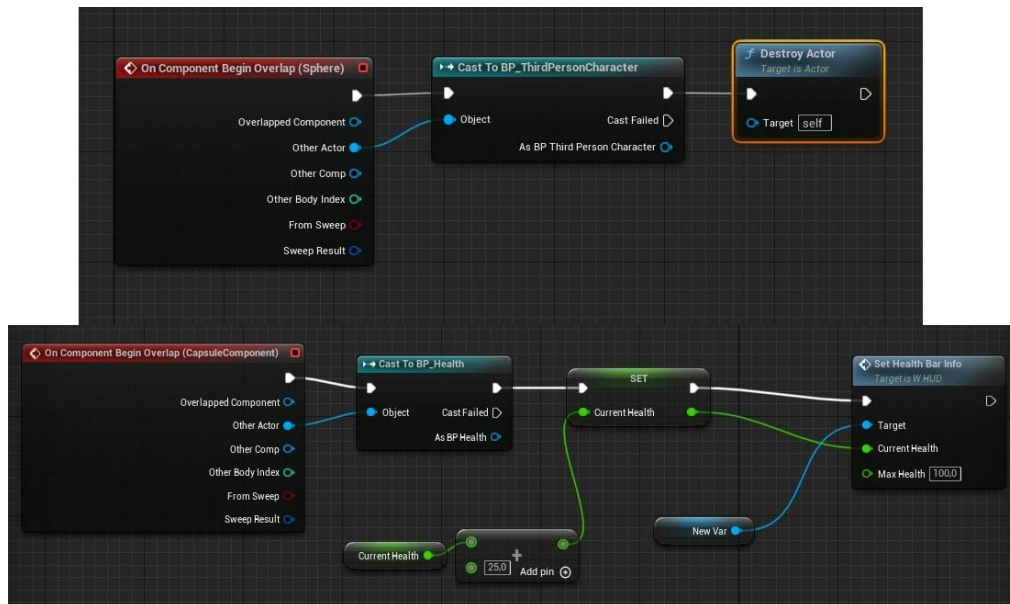 On Component Begin Overlap (Sphere)
Overlapped Component
Other Actor
Other Comp
Other Body Index
From Sweep
Sweep Result
Cast To BP_ThirdPersonCharacter
Object
Cast Failed
As BP Third Person Character
f Destroy Actor
Target is Actor
Target self
On Component Begin Overlap (CapsuleComponent)
Overlapped Component
Other Actor
Other Comp
Other Body Index
From Sweep
Sweep Result
Cast To BP_Health
Object
Cast Failed
As BP Health
SET
Current Health
Current Health
25,0
Add pin
New Var
Set Health Bar Info
Target is W HUD
Target
Current Health
Max Health 100,0